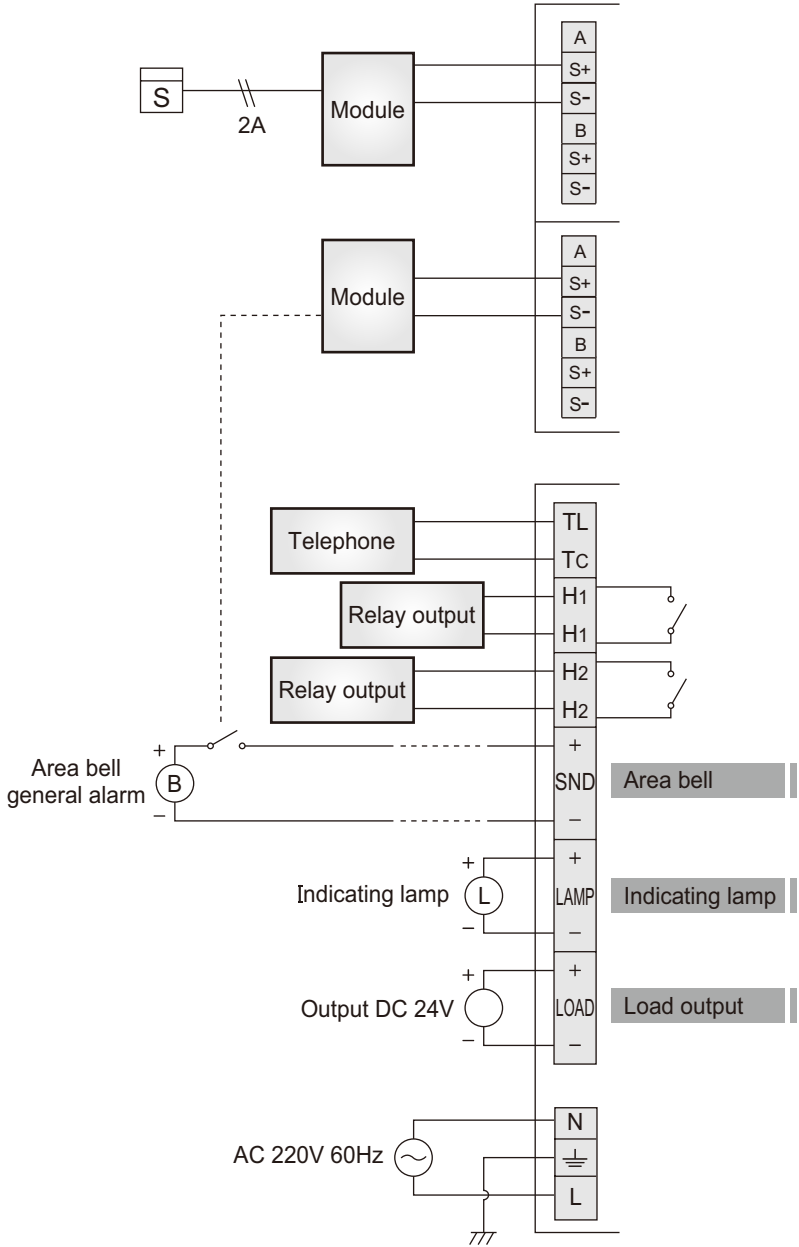 A
S+
S-
B
S+
S-
S
2A
Module
A
S+
S-
B
S+
S-
Module
Telephone
TL
Tc
Relay output
H1
H1
Relay output
H2
H2
Area bell
general alarm
+
B
−
+
SND
−
Area bell
Indicating lamp
+
L
−
+
LAMP
−
Indicating lamp
Output DC 24V
+
−
+
LOAD
−
Load output
AC 220V 60Hz
N
L